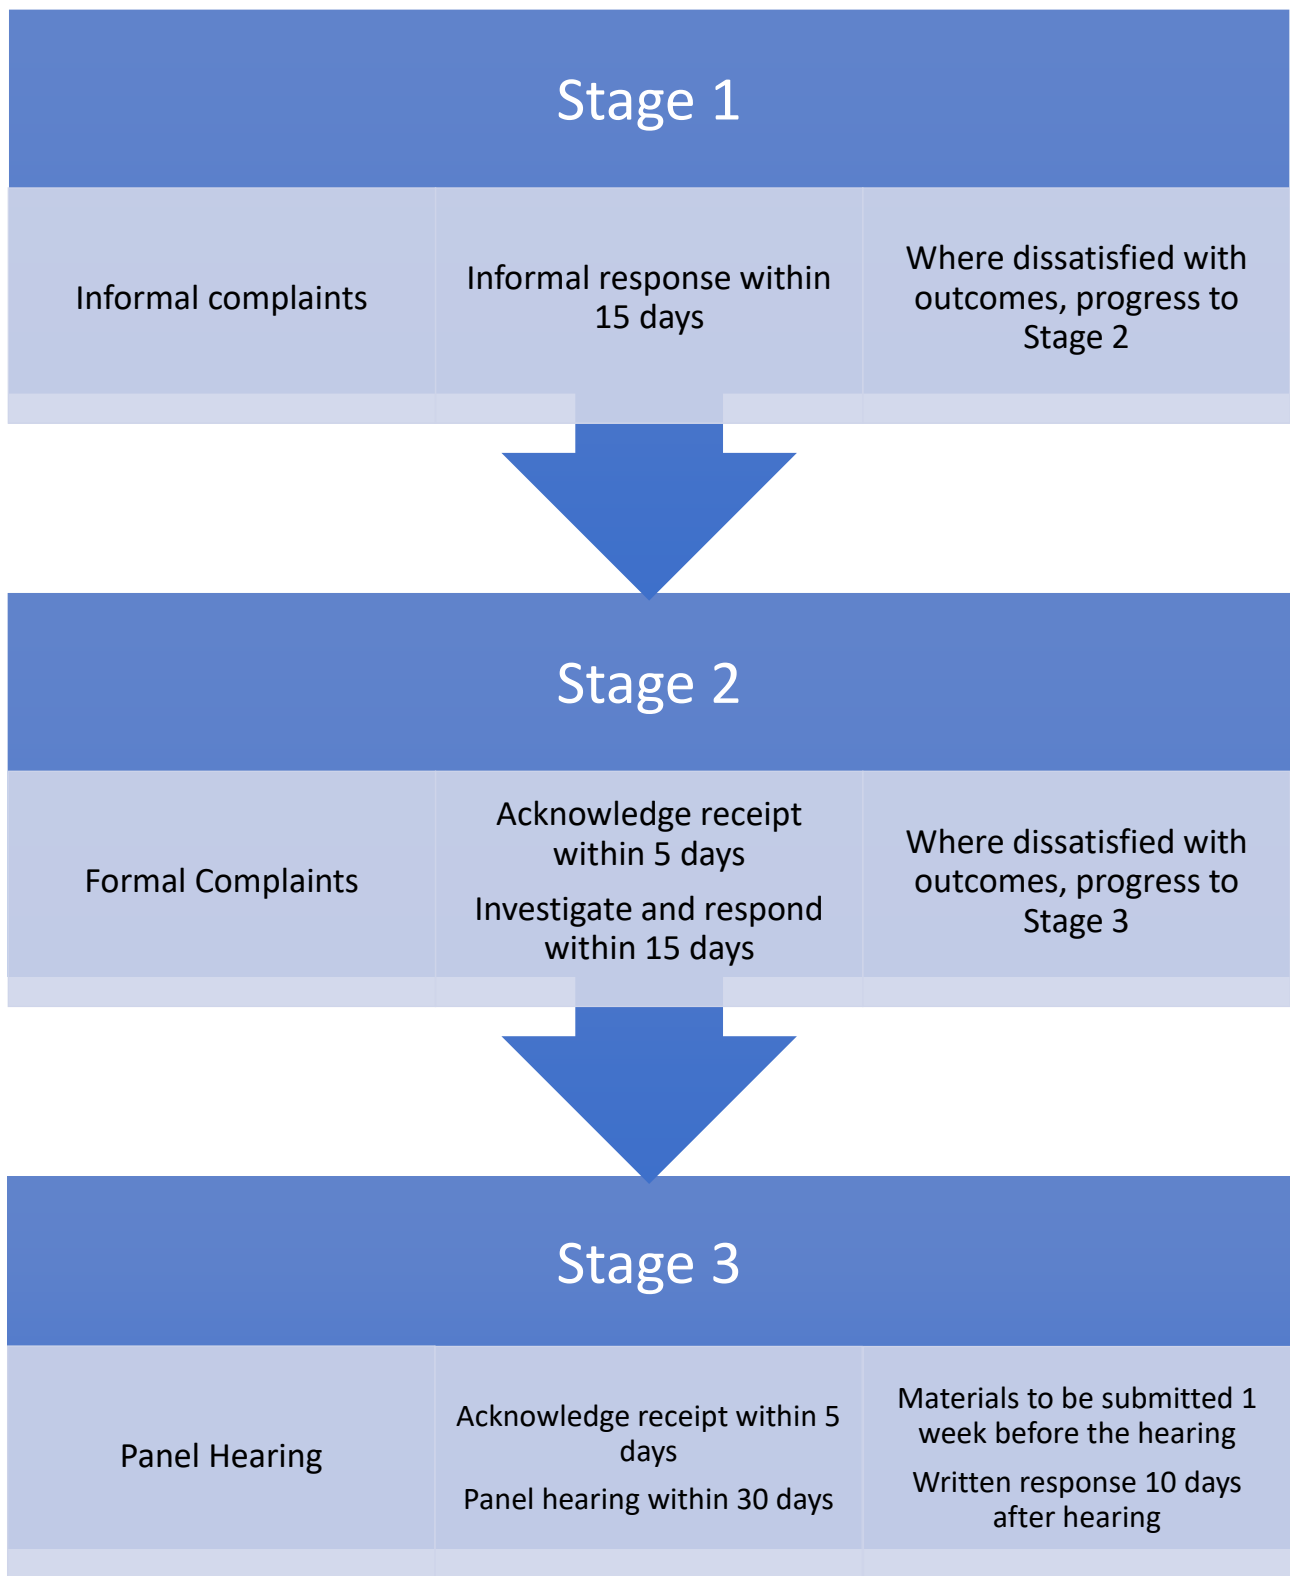 Stage 1
Informal complaints
Informal response within
15 days
Where dissatisfied with
outcomes, progress to
Stage 2
Stage 2
Formal Complaints
Acknowledge receipt
within 5 days
Investigate and respond
within 15 days
Where dissatisfied with
outcomes, progress to
Stage 3
Stage 3
Panel Hearing
Acknowledge receipt within 5
days
Panel hearing within 30 days
Materials to be submitted 1
week before the hearing
Written response 10 days
after hearing